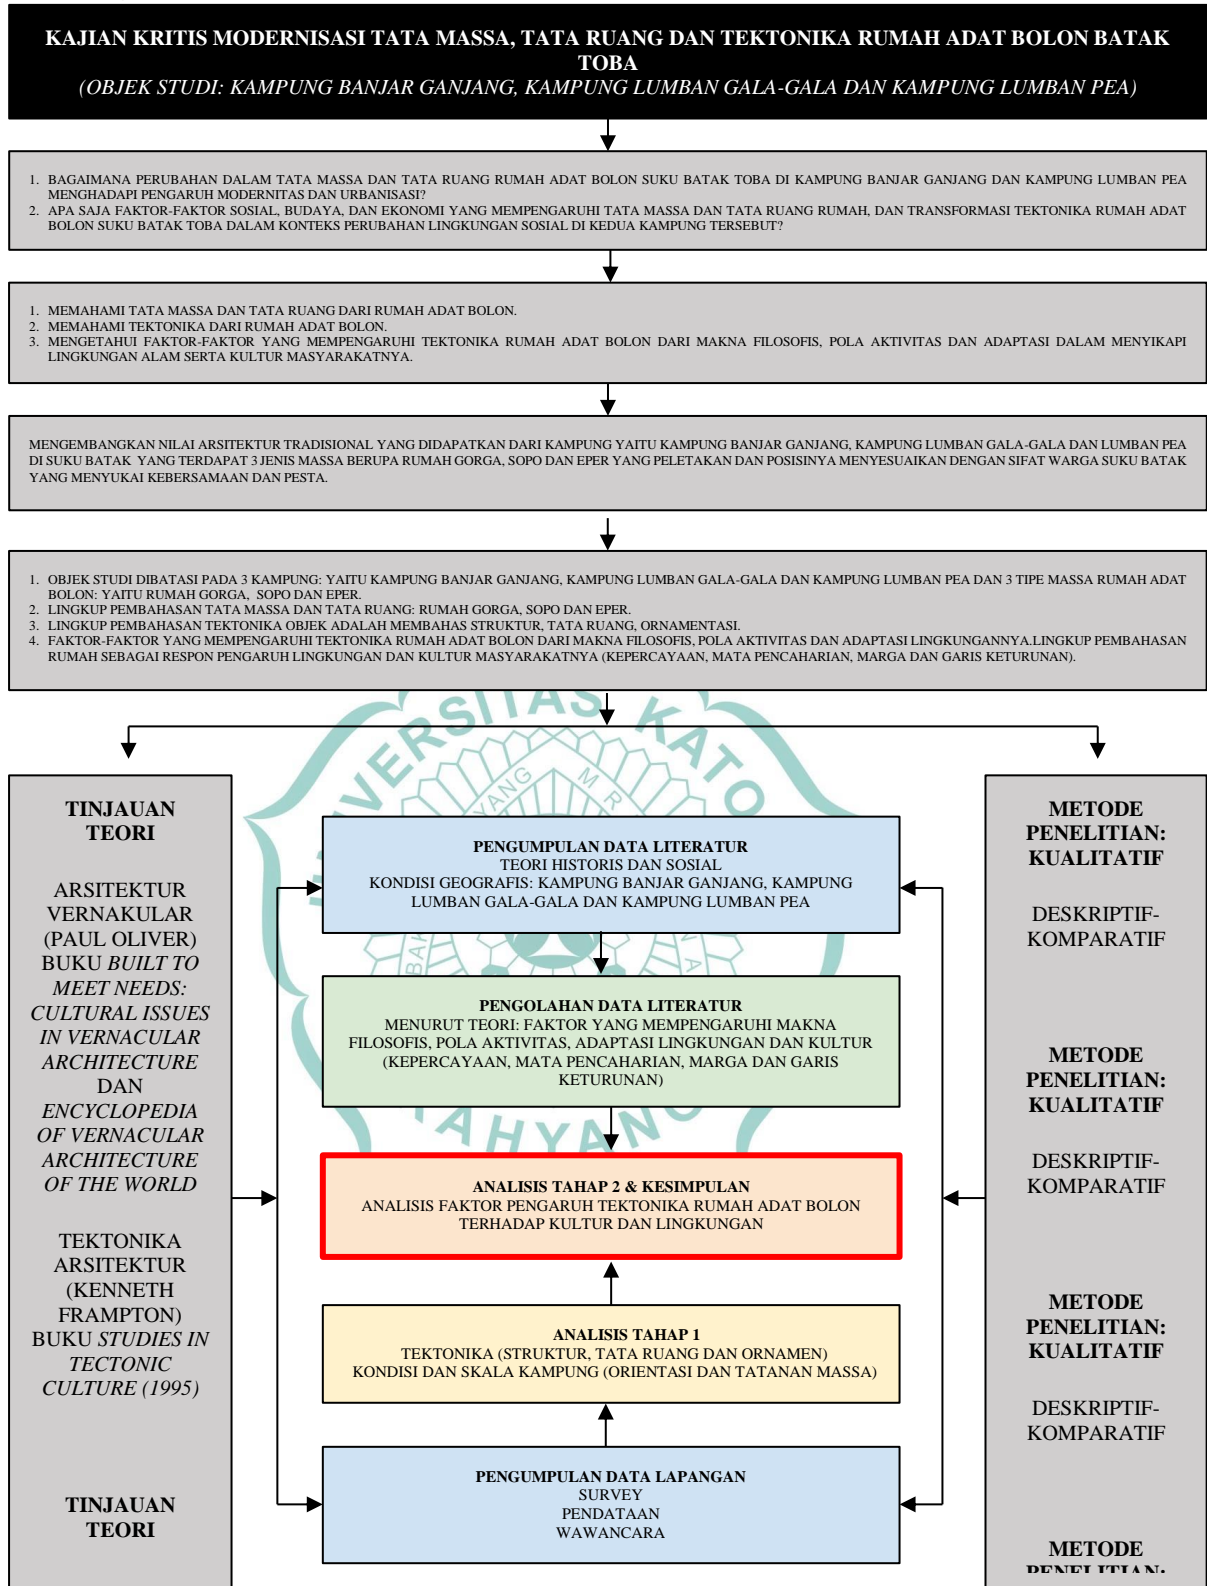 KAJIAN KRITIS MODERNISASI TATA MASSA, TATA RUANG DAN TEKTONIKA RUMAH ADAT BOLON BATAK
TOBA
(OBJEK STUDI: KAMPUNG BANJAR GANJANG, KAMPUNG LUMBAN GALA-GALA DAN KAMPUNG LUMBAN PEA)
1. BAGAIMANA PERUBAHAN DALAM TATA MASSA DAN TATA RUANG RUMAH ADAT BOLON SUKU BATAK TOBA DI KAMPUNG BANJAR GANJANG DAN KAMPUNG LUMBAN PEA
MENGHADAPI PENGARUH MODERNITAS DAN URBANISASI?
2. APA SAJA FAKTOR-FAKTOR SOSIAL, BUDAYA, DAN EKONOMI YANG MEMPENGARUHI TATA MASSA DAN TATA RUANG RUMAH, DAN TRANSFORMASI TEKTONIKA RUMAH ADAT
BOLON SUKU BATAK TOBA DALAM KONTEKS PERUBAHAN LINGKUNGAN SOSIAL DI KEDUA KAMPUNG TERSEBUT?
1. MEMAHAMI TATA MASSA DAN TATA RUANG DARI RUMAH ADAT BOLON.
2. MEMAHAMI TEKTONIKA DARI RUMAH ADAT BOLON.
3. MENGETAHUI FAKTOR-FAKTOR YANG MEMPENGARUHI TEKTONIKA RUMAH ADAT BOLON DARI MAKNA FILOSOFIS, POLA AKTIVITAS DAN ADAPTASI DALAM MENYIKAPI
LINGKUNGAN ALAM SERTA KULTUR MASYARAKATNYA.
MENGEMBANGKAN NILAI ARSITEKTUR TRADISIONAL YANG DIDAPATKAN DARI KAMPUNG YAITU KAMPUNG BANJAR GANJANG, KAMPUNG LUMBAN GALA-GALA DAN LUMBAN PEA
DI SUKU BATAK YANG TERDAPAT 3 JENIS MASSA BERUPA RUMAH GORGA, SOPO DAN EPER YANG PELETAKAN DAN POSISINYA MENYESUAIKAN DENGAN SIFAT WARGA SUKU BATAK
YANG MENYUKAI KEBERSAMAAN DAN PESTA.
1. OBJEK STUDI DIBATASI PADA 3 KAMPUNG: YAITU KAMPUNG BANJAR GANJANG, KAMPUNG LUMBAN GALA-GALA DAN KAMPUNG LUMBAN PEA DAN 3 TIPE MASSA RUMAH ADAT
BOLON: YAITU RUMAH GORGA, SOPO DAN EPER.
2. LINGKUP PEMBAHASAN TATA MASSA DAN TATA RUANG: RUMAH GORGA, SOPO DAN EPER.
3. LINGKUP PEMBAHASAN TEKTONIKA OBJEK ADALAH MEMBAHAS STRUKTUR, TATA RUANG, ORNAMENTASI.
4. FAKTOR-FAKTOR YANG MEMPENGARUHI TEKTONIKA RUMAH ADAT BOLON DARI MAKNA FILOSOFIS, POLA AKTIVITAS DAN ADAPTASI LINGKUNGANNYA.LINGKUP PEMBAHASAN
RUMAH SEBAGAI RESPON PENGARUH LINGKUNGAN DAN KULTUR MASYARAKATNYA (KEPERCAYAAN, MATA PENCAHARIAN, MARGA DAN GARIS KETURUNAN).
TINJAUAN
TEORI
ARSITEKTUR
VERNAKULAR
(PAUL OLIVER)
BUKU BUILT TO
MEET NEEDS:
CULTURAL ISSUES
IN VERNACULAR
ARCHITECTURE
DAN
ENCYCLOPEDIA
OF VERNACULAR
ARCHITECTURE
OF THE WORLD
TEKTONIKA
ARSITEKTUR
(KENNETH
FRAMPTON)
BUKU STUDIES IN
TECTONIC
CULTURE (1995)
TINJAUAN
TEORI
PENGUMPULAN DATA LITERATUR
TEORI HISTORIS DAN SOSIAL
KONDISI GEOGRAFIS: KAMPUNG BANJAR GANJANG, KAMPUNG
LUMBAN GALA-GALA DAN KAMPUNG LUMBAN PEA
PENGOLAHAN DATA LITERATUR
MENURUT TEORI: FAKTOR YANG MEMPENGARUHI MAKNA
FILOSOFIS, POLA AKTIVITAS, ADAPTASI LINGKUNGAN DAN KULTUR
(KEPERCAYAAN, MATA PENCAHARIAN, MARGA DAN GARIS
KETURUNAN)
ANALISIS TAHAP 2 & KESIMPULAN
ANALISIS FAKTOR PENGARUH TEKTONIKA RUMAH ADAT BOLON
TERHADAP KULTUR DAN LINGKUNGAN
ANALISIS TAHAP 1
TEKTONIKA (STRUKTUR, TATA RUANG DAN ORNAMEN)
KONDISI DAN SKALA KAMPUNG (ORIENTASI DAN TATANAN MASSA)
PENGUMPULAN DATA LAPANGAN
SURVEY
PENDATAAN
WAWANCARA
METODE
PENELITIAN:
KUALITATIF
DESKRIPTIF-
KOMPARATIF
METODE
PENELITIAN:
KUALITATIF
DESKRIPTIF-
KOMPARATIF
METODE
PENELITIAN:
KUALITATIF
DESKRIPTIF-
KOMPARATIF
METODE
PENELITIAN: